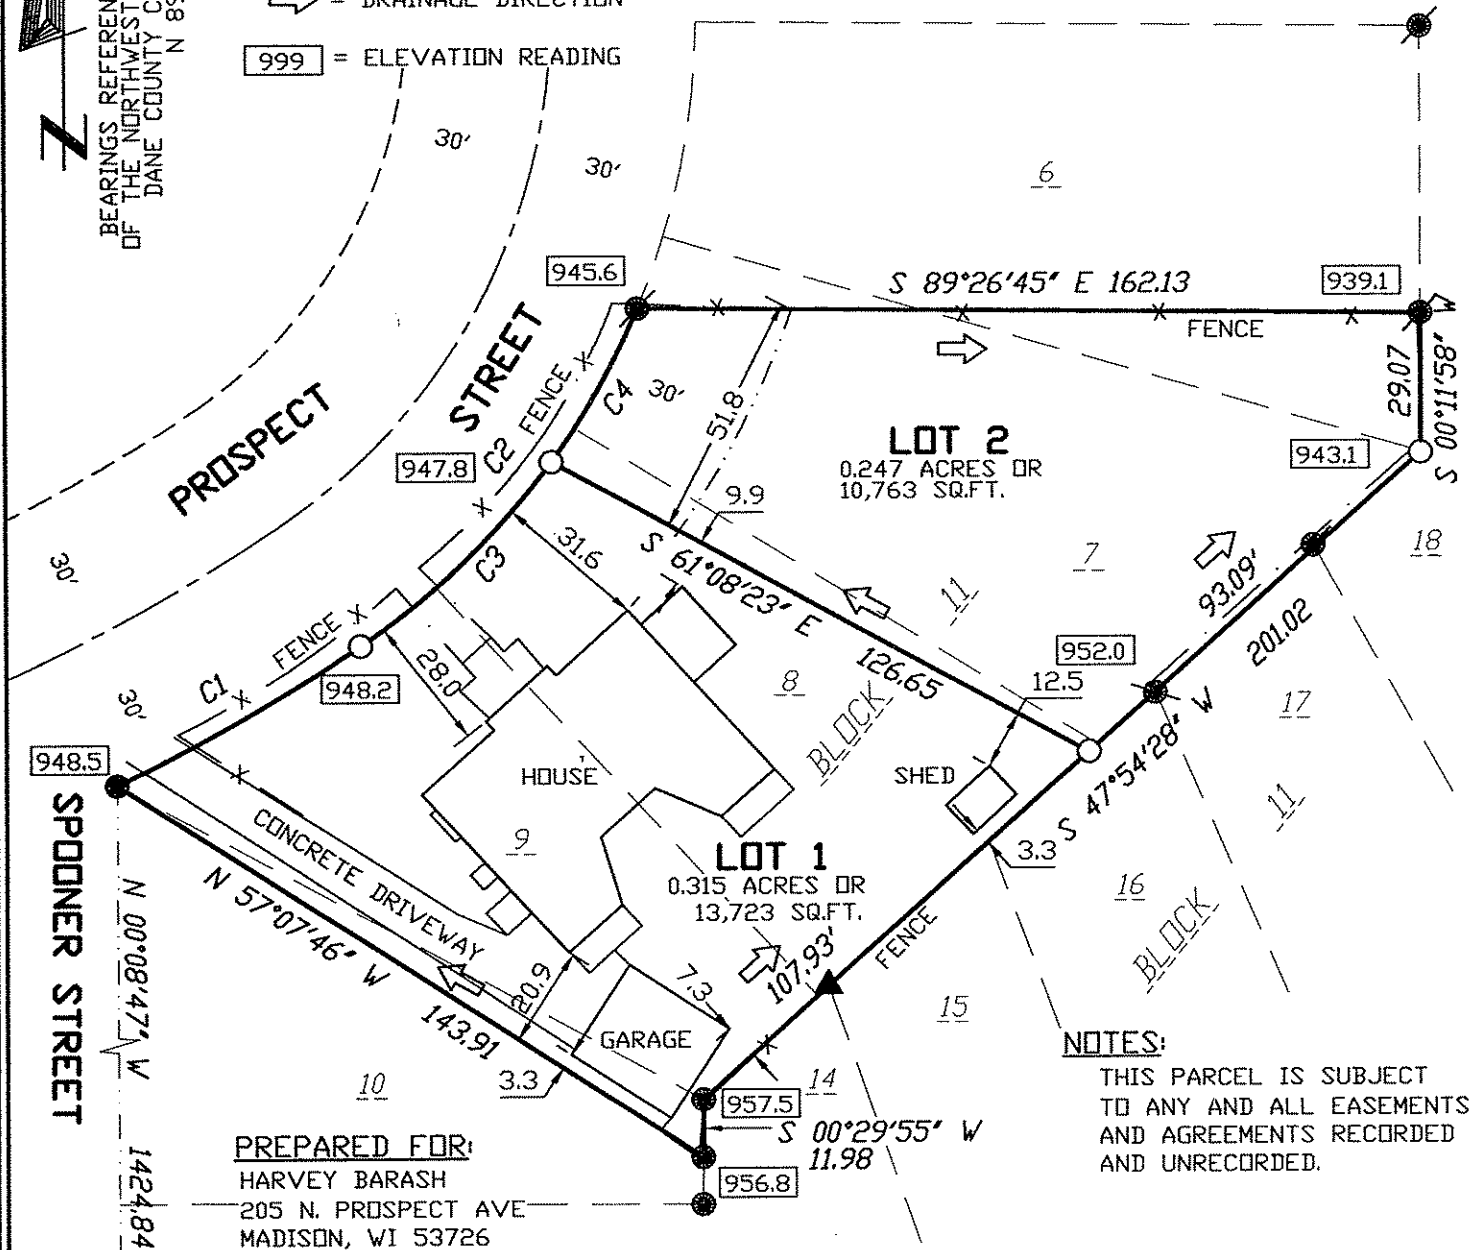 = DRAINAGE DIRECTION
999 = ELEVATION READING
BEARINGS REFEREN
OF THE NORTHWEST
DANE COUNTY C
N 89
Z
30'
30'
6
945.6
S 89°26'45" E 162.13
939.1
FENCE
W
S 00°11'58"
29.07
PROSPECT
STREET
FENCE
C2
C4
30'
51.8
LOT 2
0.247 ACRES OR
10,763 SQ.FT.
943.1
947.8
9.9
18
30'
C3
31.6
S 61°08'23" E
126.65
7
11
93.09'
201.02
FENCE
C1
28.0
948.2
8
BLOCK
952.0
12.5
S 47°54'28" W
17
30'
948.5
HOUSE
SHED
11
SPOONER STREET
CONCRETE DRIVEWAY
9
LOT 1
0.315 ACRES OR
13,723 SQ.FT.
3.3
16
BLOCK
N 57°07'46" W
143.91
N 00°08'47" W
1424.84
20.9
7.3
107.93'
FENCE
15
GARAGE
10
3.3
957.5
14
S 00°29'55" W
11.98
956.8
NOTES:
THIS PARCEL IS SUBJECT
TO ANY AND ALL EASEMENTS
AND AGREEMENTS RECORDED
AND UNRECORDED.
PREPARED FOR:
HARVEY BARASH
205 N. PROSPECT AVE
MADISON, WI 53726